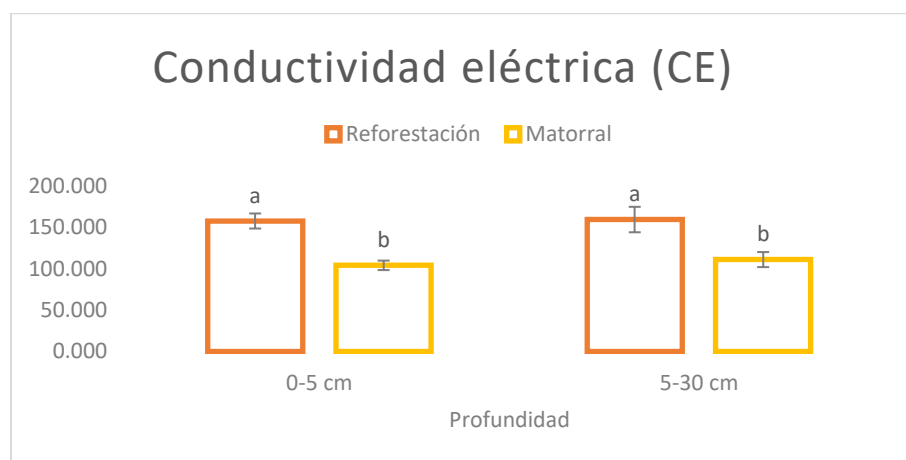 Conductividad eléctrica (CE)
Reforestación Matorral
200.000
150.000
100.000
50.000
0.000
a
b
a
b
0-5 cm 5-30 cm
Profundidad